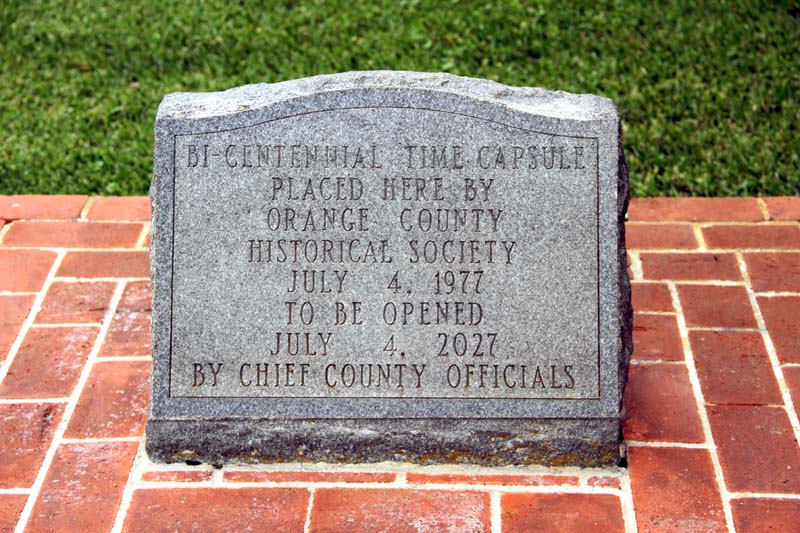 BI-CENTENNIAL TIME CAPSULE
PLACED HERE BY
ORANGE COUNTY
HISTORICAL SOCIETY
JULY 4, 1977
TO BE OPENED
JULY 4, 2027
BY CHIEF COUNTY OFFICIALS